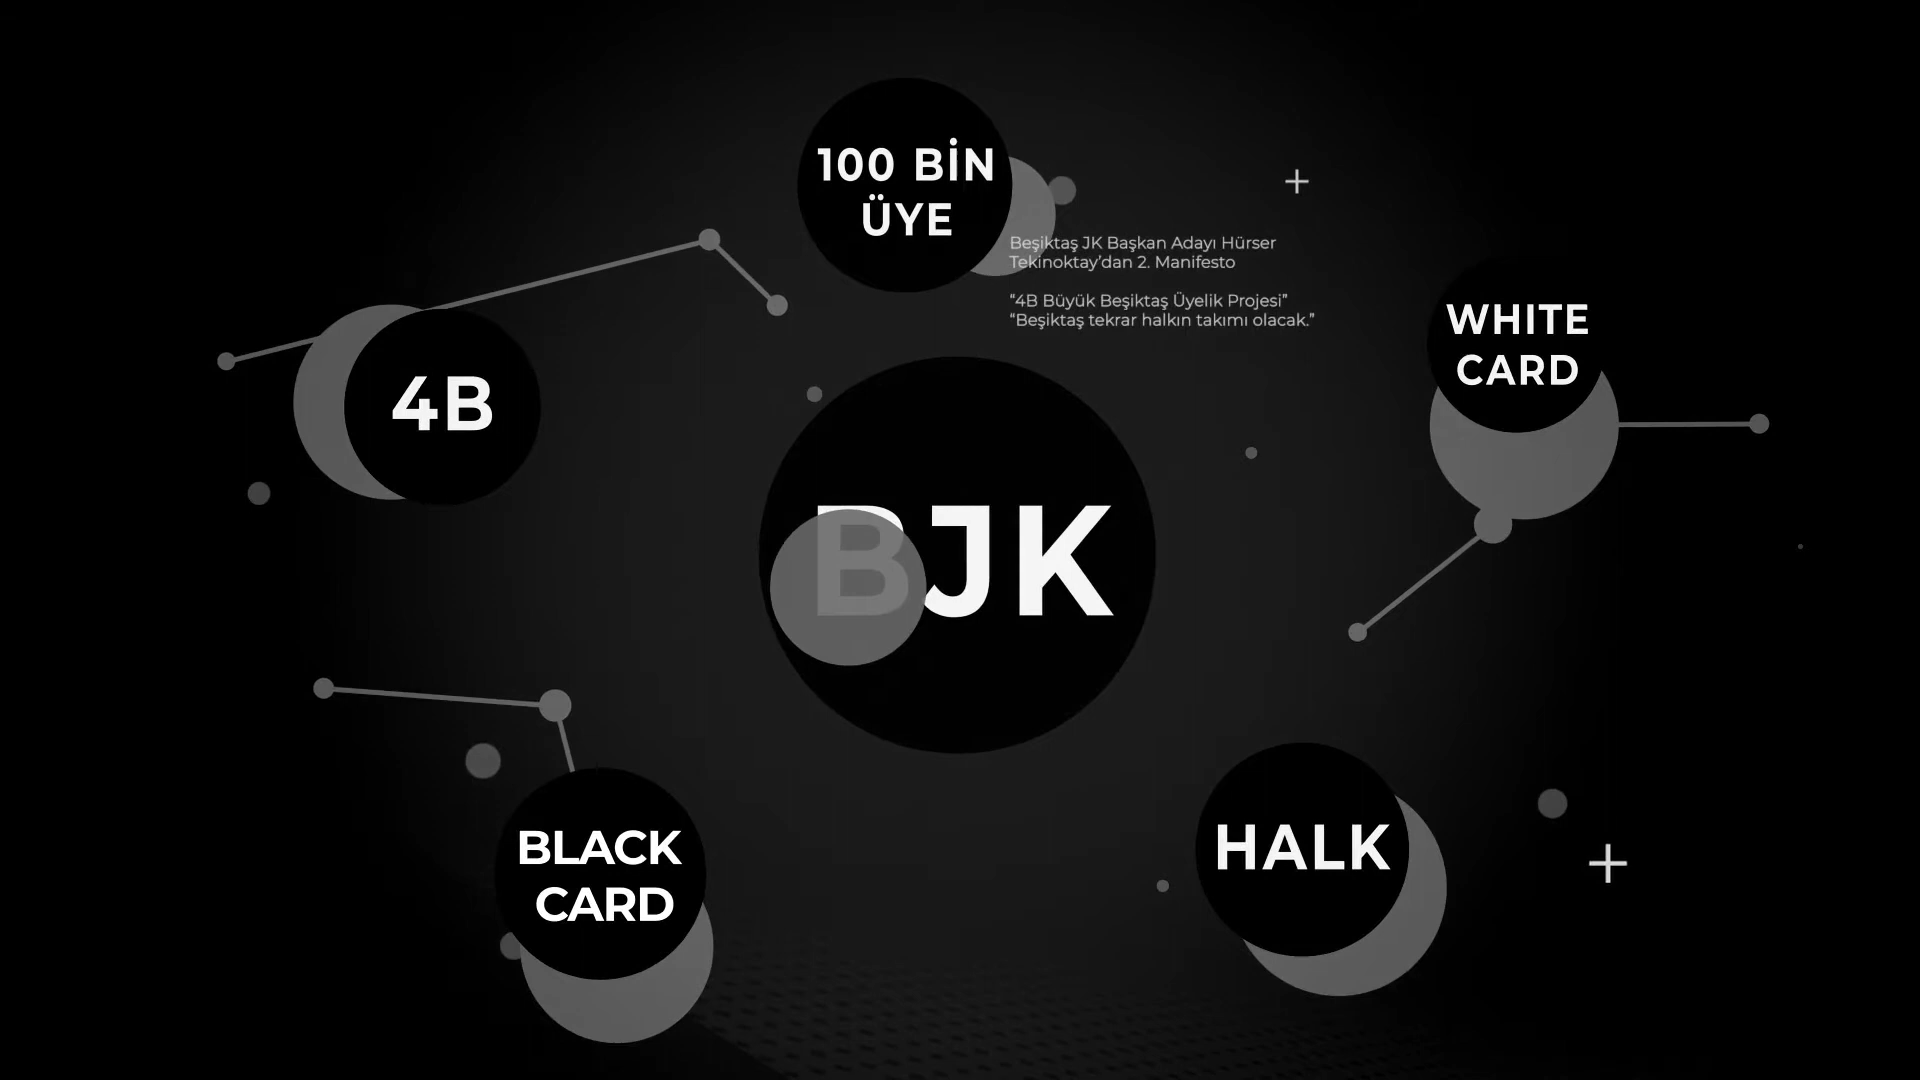 100 BİN
ÜYE
Beşiktaş JK Başkan Adayı Hürser
Tekinoktay’dan 2. Manifesto
“4B Büyük Beşiktaş Üyelik Projesi”
“Beşiktaş tekrar halkın takımı olacak.”
WHITE
CARD
4B
BJK
BLACK
CARD
HALK